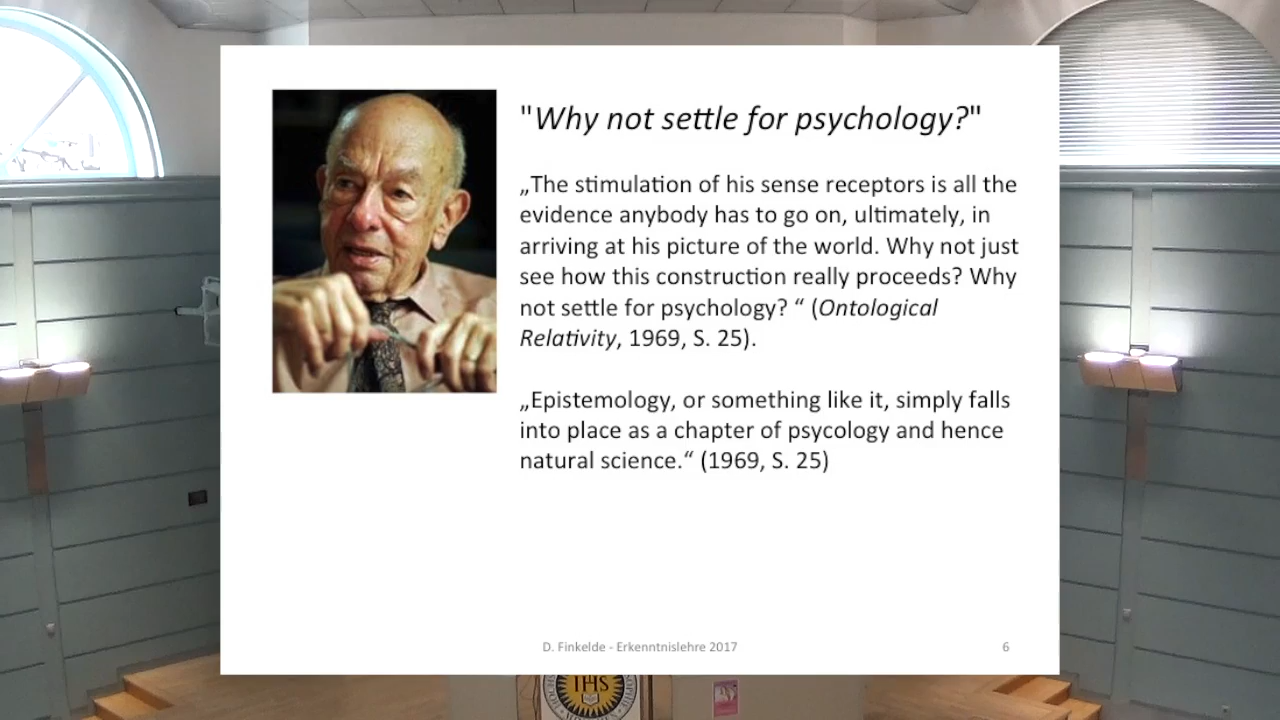 "Why not settle for psychology?"
„The stimulation of his sense receptors is all the
evidence anybody has to go on, ultimately, in
arriving at his picture of the world. Why not just
see how this construction really proceeds? Why
not settle for psychology? “ (Ontological
Relativity, 1969, S. 25).
„Epistemology, or something like it, simply falls
into place as a chapter of psycology and hence
natural science.“ (1969, S. 25)
D. Finkelde - Erkenntnislehre 2017
6
IHS